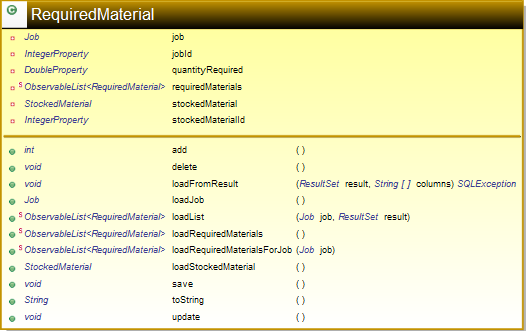 C RequiredMaterial
Job job
IntegerProperty jobId
DoubleProperty quantityRequired
S ObservableList<RequiredMaterial> requiredMaterials
StockedMaterial stockedMaterial
IntegerProperty stockedMaterialId
int add ( )
void delete ( )
void loadFromResult (ResultSet result, String [ ] columns) SQLException
Job loadJob ( )
S ObservableList<RequiredMaterial> loadList (Job job, ResultSet result)
S ObservableList<RequiredMaterial> loadRequiredMaterials ( )
S ObservableList<RequiredMaterial> loadRequiredMaterialsForJob (Job job)
StockedMaterial loadStockedMaterial ( )
void save ( )
String toString ( )
void update ( )